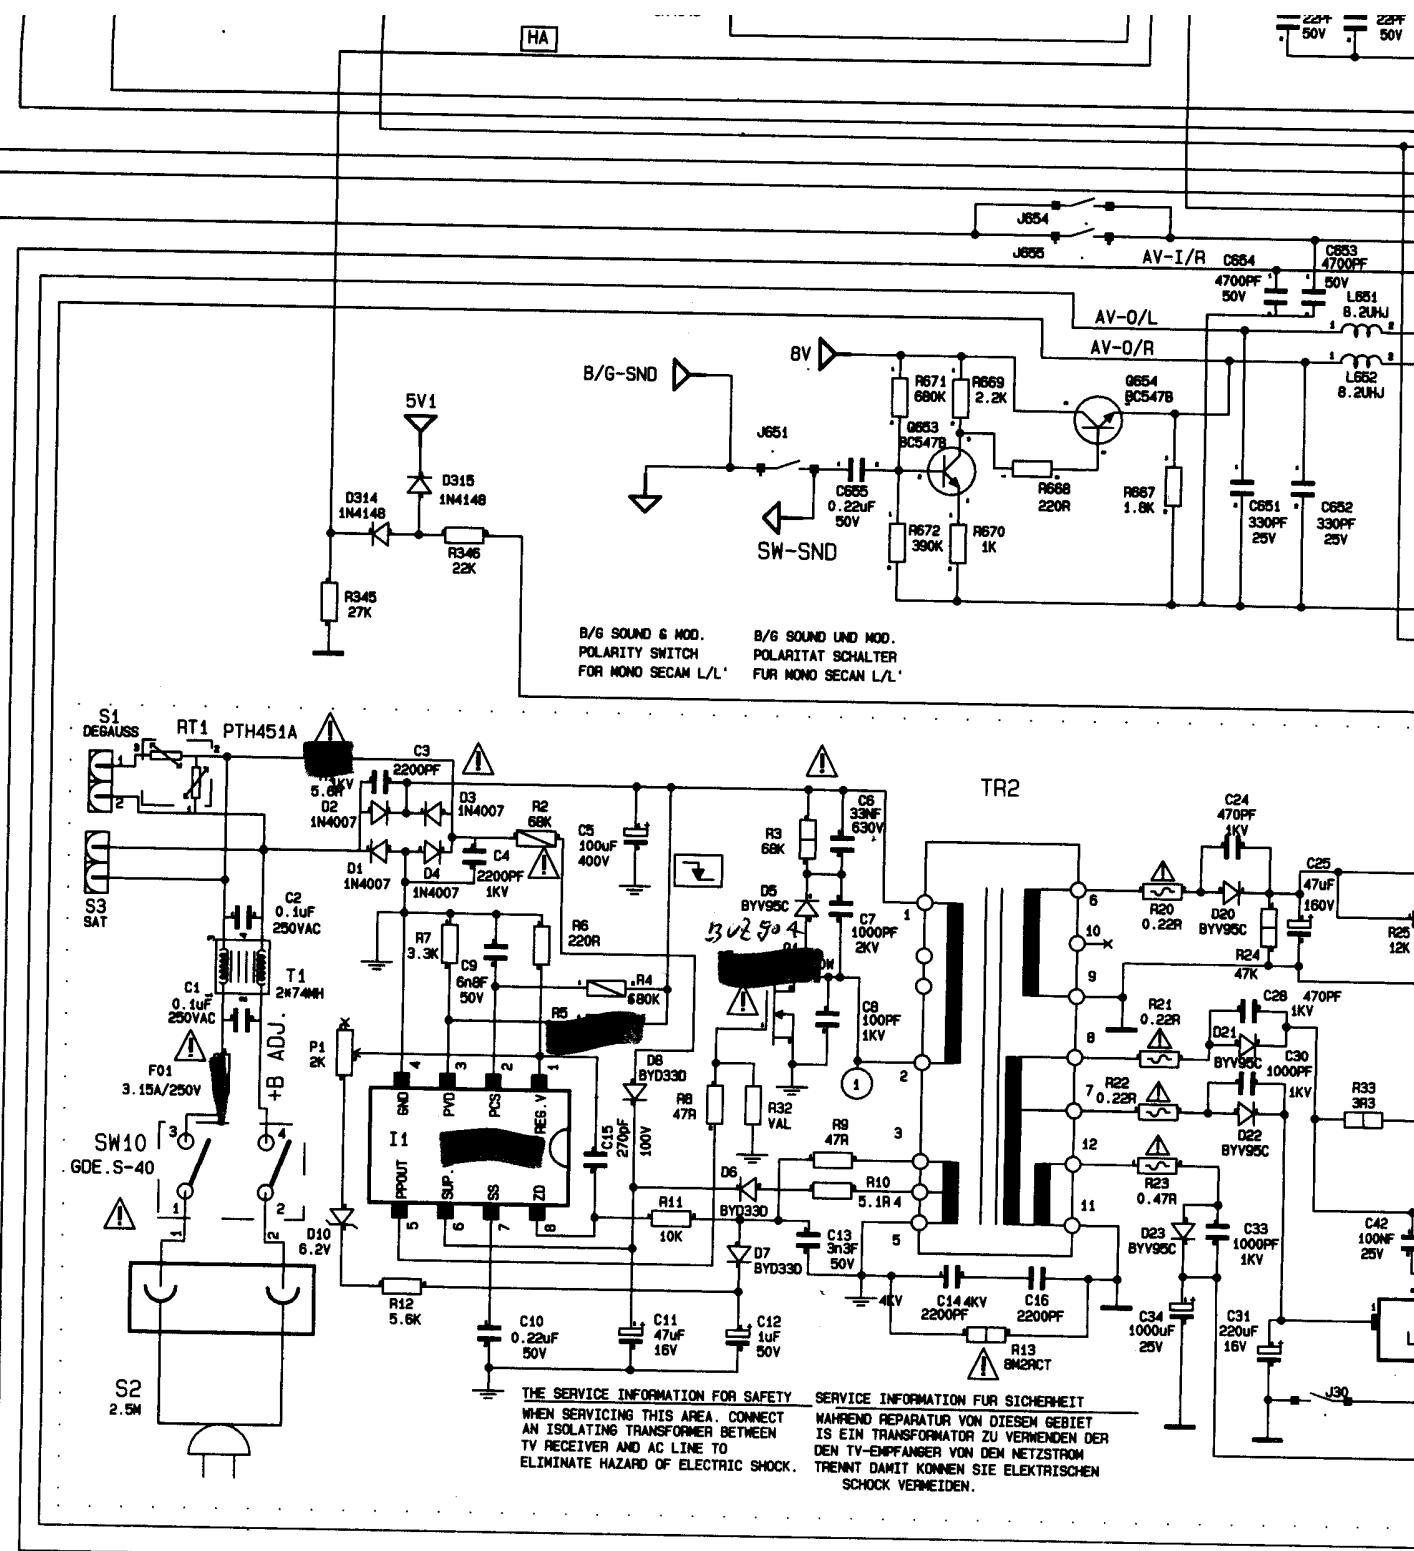 HA
22PF
50V
22PF
50V
J654
J655
AV-I/R
C654
4700PF
50V
C653
4700PF
50V
L651
8.2UHJ
AV-O/L
AV-O/R
L652
8.2UHJ
B/G-SND
8V
R671
680K
R669
2.2K
Q654
BC547B
5V1
J651
Q653
BC547B
D315
1N4148
D314
1N4148
C655
0.22uF
50V
R668
220R
R667
1.8K
C651
330PF
25V
C652
330PF
25V
R346
22K
SW-SND
R672
390K
R670
1K
R345
27K
B/G SOUND & MOD.
POLARITY SWITCH
FOR MONO SECAM L/L'
B/G SOUND UND MOD.
POLARITAT SCHALTER
FUR MONO SECAN L/L'
S1
DEGAUSS
RT1
PTH451A
C3
2200PF
1KV
D2
1N4007
D3
1N4007
R2
68K
C5
100uF
400V
R3
68K
C6
33NF
630V
TR2
C24
470PF
1KV
D1
1N4007
D4
1N4007
C4
2200PF
1KV
D5
BYV95C
C7
1000PF
2KV
R20
0.22R
D20
BYV95C
C25
47uF
160V
R25
12K
R24
47K
S3
SAT
C2
0.1uF
250VAC
R7
3.3K
C9
6n8F
50V
R6
220R
Buz 90A
R4
680K
T1
2*74MH
C1
0.1uF
250VAC
R5
C8
100PF
1KV
R21
0.22R
C28
470PF
1KV
D21
BYV95C
C30
1000PF
1KV
F01
3.15A/250V
+B ADJ.
P1
2K
D8
BYD33D
R8
47R
R32
VAL
R22
0.22R
D22
BYV95C
R33
3R3
SW10
GDE.S-40
I1
GND
PVD
PCS
REG.V
PPOUT
SUP.
SS
ZD
C15
270pF
100V
R9
47R
D6
BYD33D
R10
5.1R
R23
0.47R
D10
6.2V
R11
10K
D7
BYD33D
C13
3n3F
50V
D23
BYV95C
C33
1000PF
1KV
C42
100NF
25V
R12
5.6K
C10
0.22uF
50V
C11
47uF
16V
C12
1uF
50V
4KV
C14 4KV
2200PF
C16
2200PF
R13
8M2RCT
C34
1000uF
25V
C31
220uF
16V
J30
S2
2.5M
THE SERVICE INFORMATION FOR SAFETY
WHEN SERVICING THIS AREA. CONNECT
AN ISOLATING TRANSFORMER BETWEEN
TV RECEIVER AND AC LINE TO
ELIMINATE HAZARD OF ELECTRIC SHOCK.
SERVICE INFORMATION FUR SICHERHEIT
WAHREND REPARATUR VON DIESEM GEBIET
IS EIN TRANSFORMATOR ZU VERWENDEN DER
DEN TV-EMPFANGER VON DEM NETZSTROM
TRENNT DAMIT KONNEN SIE ELEKTRISCHEN
SCHOCK VERMEIDEN.